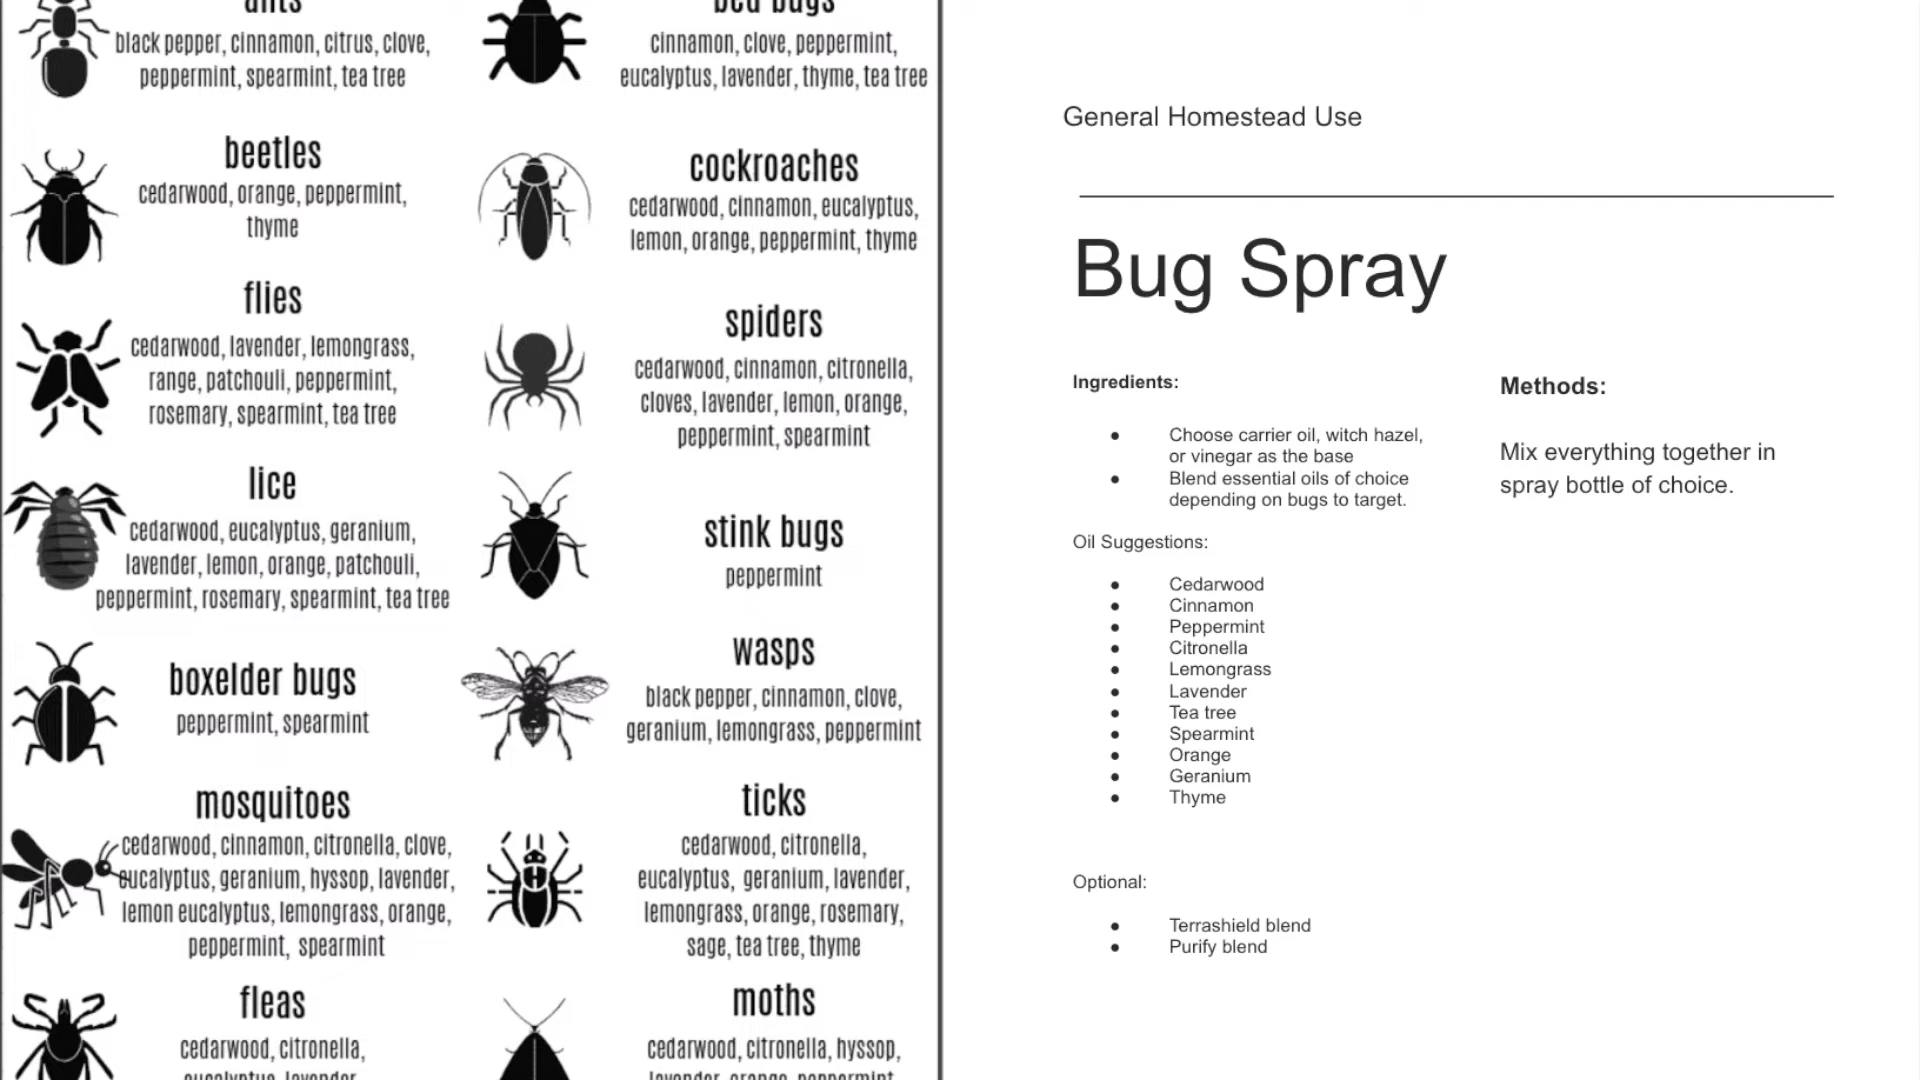 ants
black pepper, cinnamon, citrus, clove,
peppermint, spearmint, tea tree
bed bugs
cinnamon, clove, peppermint,
eucalyptus, lavender, thyme, tea tree
beetles
cedarwood, orange, peppermint,
thyme
cockroaches
cedarwood, cinnamon, eucalyptus,
lemon, orange, peppermint, thyme
flies
cedarwood, lavender, lemongrass,
range, patchouli, peppermint,
rosemary, spearmint, tea tree
spiders
cedarwood, cinnamon, citronella,
cloves, lavender, lemon, orange,
peppermint, spearmint
lice
cedarwood, eucalyptus, geranium,
lavender, lemon, orange, patchouli,
peppermint, rosemary, spearmint, tea tree
stink bugs
peppermint
boxelder bugs
peppermint, spearmint
wasps
black pepper, cinnamon, clove,
geranium, lemongrass, peppermint
mosquitoes
cedarwood, cinnamon, citronella, clove,
eucalyptus, geranium, hyssop, lavender,
lemon eucalyptus, lemongrass, orange,
peppermint, spearmint
ticks
cedarwood, citronella,
eucalyptus, geranium, lavender,
lemongrass, orange, rosemary,
sage, tea tree, thyme
fleas
cedarwood, citronella,
eucalyptus, lavender
moths
cedarwood, citronella, hyssop,
lavender, orange, peppermint
General Homestead Use
Bug Spray
Ingredients:
● Choose carrier oil, witch hazel,
or vinegar as the base
● Blend essential oils of choice
depending on bugs to target.
Oil Suggestions:
● Cedarwood
● Cinnamon
● Peppermint
● Citronella
● Lemongrass
● Lavender
● Tea tree
● Spearmint
● Orange
● Geranium
● Thyme
Optional:
● Terrashield blend
● Purify blend
Methods:
Mix everything together in
spray bottle of choice.